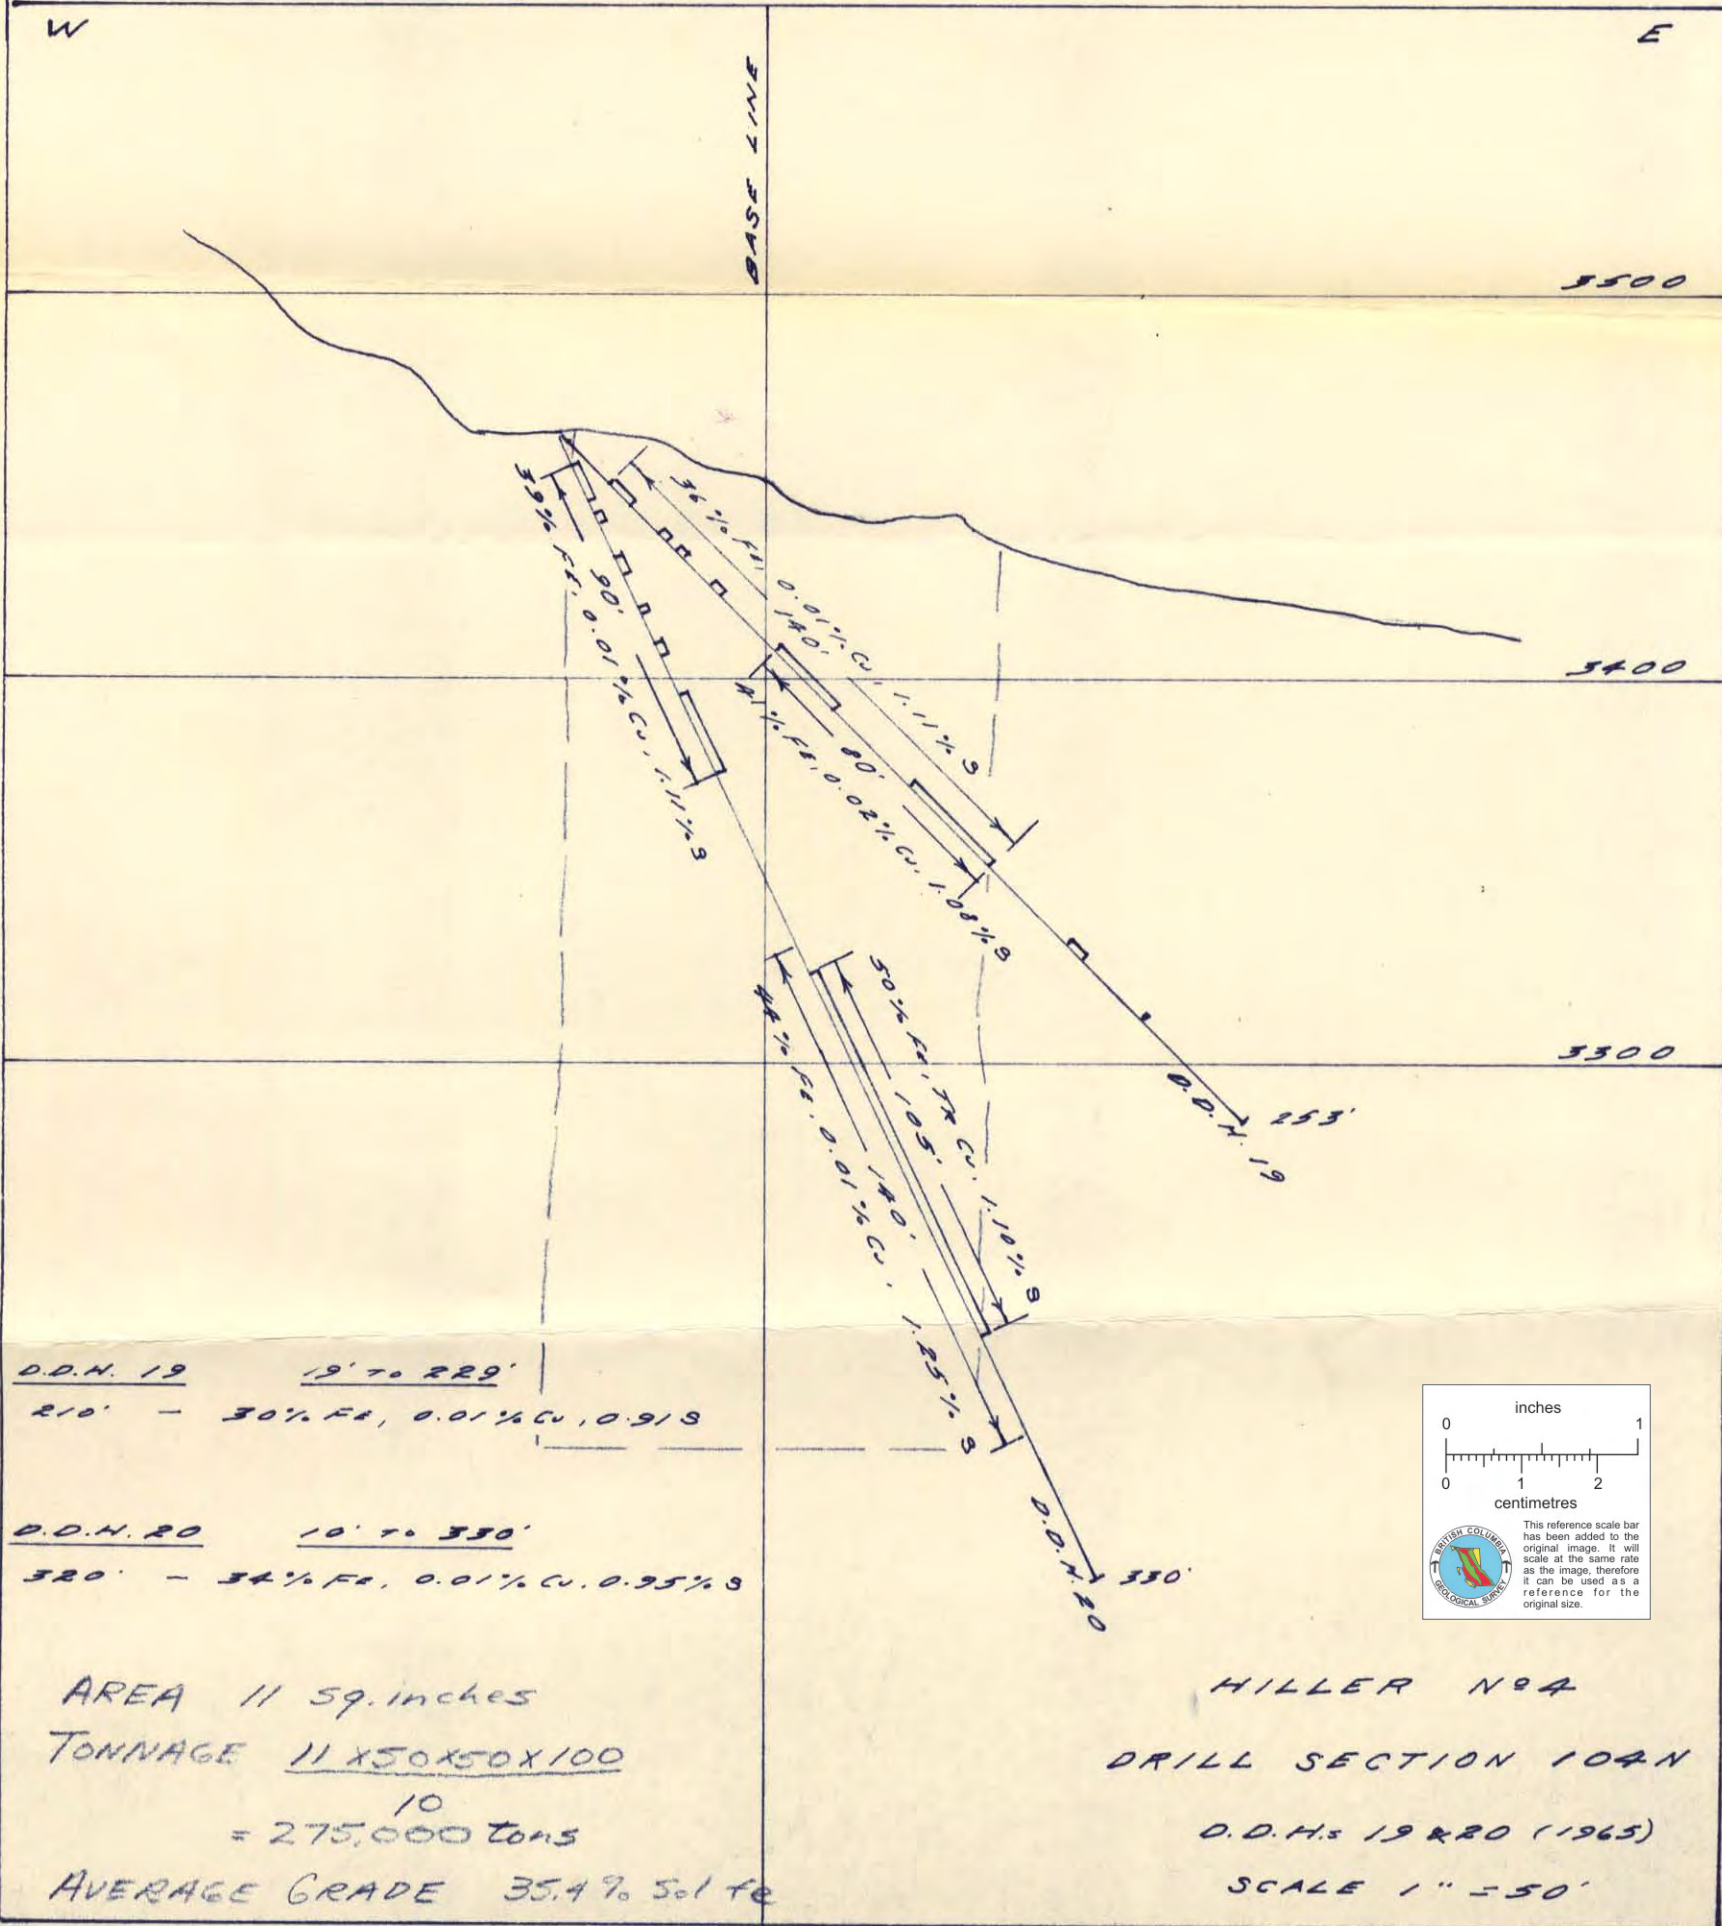 W
E
BASE LINE
3500
36% FE, 0.01% Cu, 1.11% S
140'
39% FE, 0.01% Cu, 1.11% S
90'
3400
41% FE, 0.02% Cu, 1.08% S
80'
50% FE, TR Cu, 1.10% S
105'
44% FE, 0.01% Cu, 1.25% S
140'
3300
D.D.H. 19
253'
D.D.H. 20
330'
D.D.H. 19 19' TO 229'
210' - 30% FE, 0.01% Cu, 0.91 S
D.D.H. 20 10' TO 330'
320' - 34% FE, 0.01% Cu, 0.95% S
AREA 11 sq. inches
TONNAGE 11 X 50 X 50 X 100
10
= 275,000 tons
AVERAGE GRADE 35.4% Sol fe
inches
0 1
0 1 2
centimetres
This reference scale bar
has been added to the
original image. It will
scale at the same rate
as the image, therefore
it can be used as a
reference for the
original size.
BRITISH COLUMBIA
GEOLOGICAL SURVEY
HILLER No 4
DRILL SECTION 104N
D.D.H.s 19 & 20 (1965)
SCALE 1" = 50'